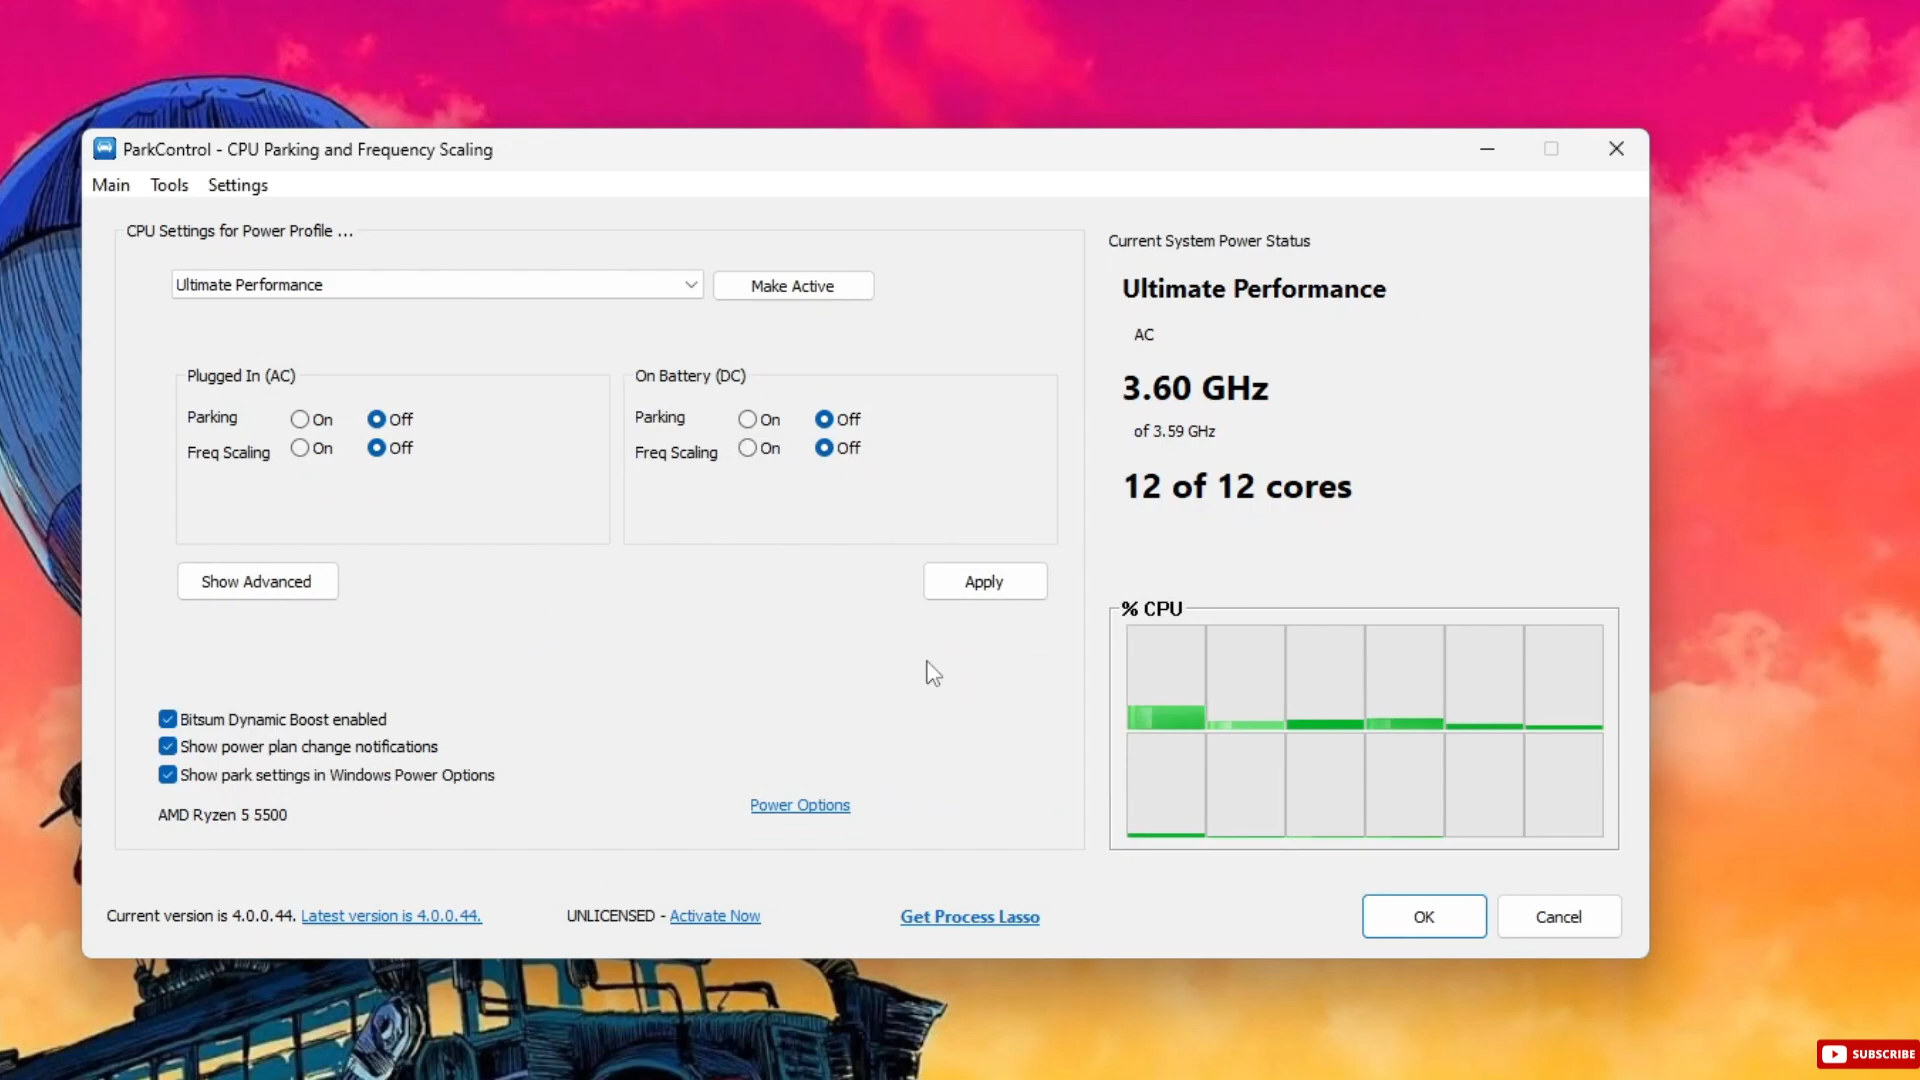 ParkControl - CPU Parking and Frequency Scaling
Main Tools Settings
CPU Settings for Power Profile ...
Ultimate Performance
Make Active
Plugged In (AC)
Parking On Off
Freq Scaling On Off
On Battery (DC)
Parking On Off
Freq Scaling On Off
Show Advanced
Apply
Bitsum Dynamic Boost enabled
Show power plan change notifications
Show park settings in Windows Power Options
AMD Ryzen 5 5500
Power Options
Current System Power Status
Ultimate Performance
AC
3.60 GHz
of 3.59 GHz
12 of 12 cores
% CPU
Current version is 4.0.0.44. Latest version is 4.0.0.44.
UNLICENSED - Activate Now
Get Process Lasso
OK
Cancel
SUBSCRIBE